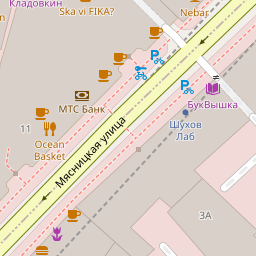 Кладовкин
Ska vi FIKA?
Nebar
МТС Банк
БукВышка
11
Ocean
Basket
Шухов
Лаб
Мясницкая улица
3А